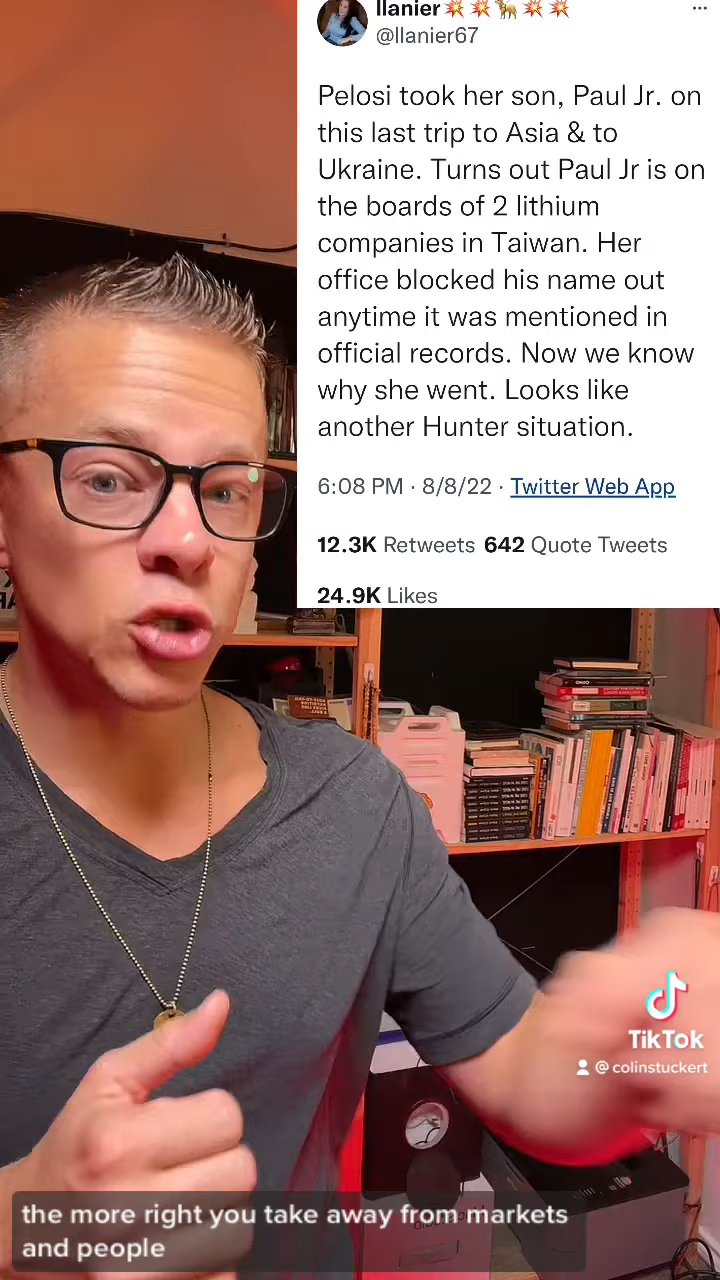 llanier💥💥🐕💥💥
@llanier67
Pelosi took her son, Paul Jr. on
this last trip to Asia & to
Ukraine. Turns out Paul Jr is on
the boards of 2 lithium
companies in Taiwan. Her
office blocked his name out
anytime it was mentioned in
official records. Now we know
why she went. Looks like
another Hunter situation.
6:08 PM · 8/8/22 · Twitter Web App
12.3K Retweets 642 Quote Tweets
24.9K Likes
TikTok
@colinstuckert
the more right you take away from markets
and people